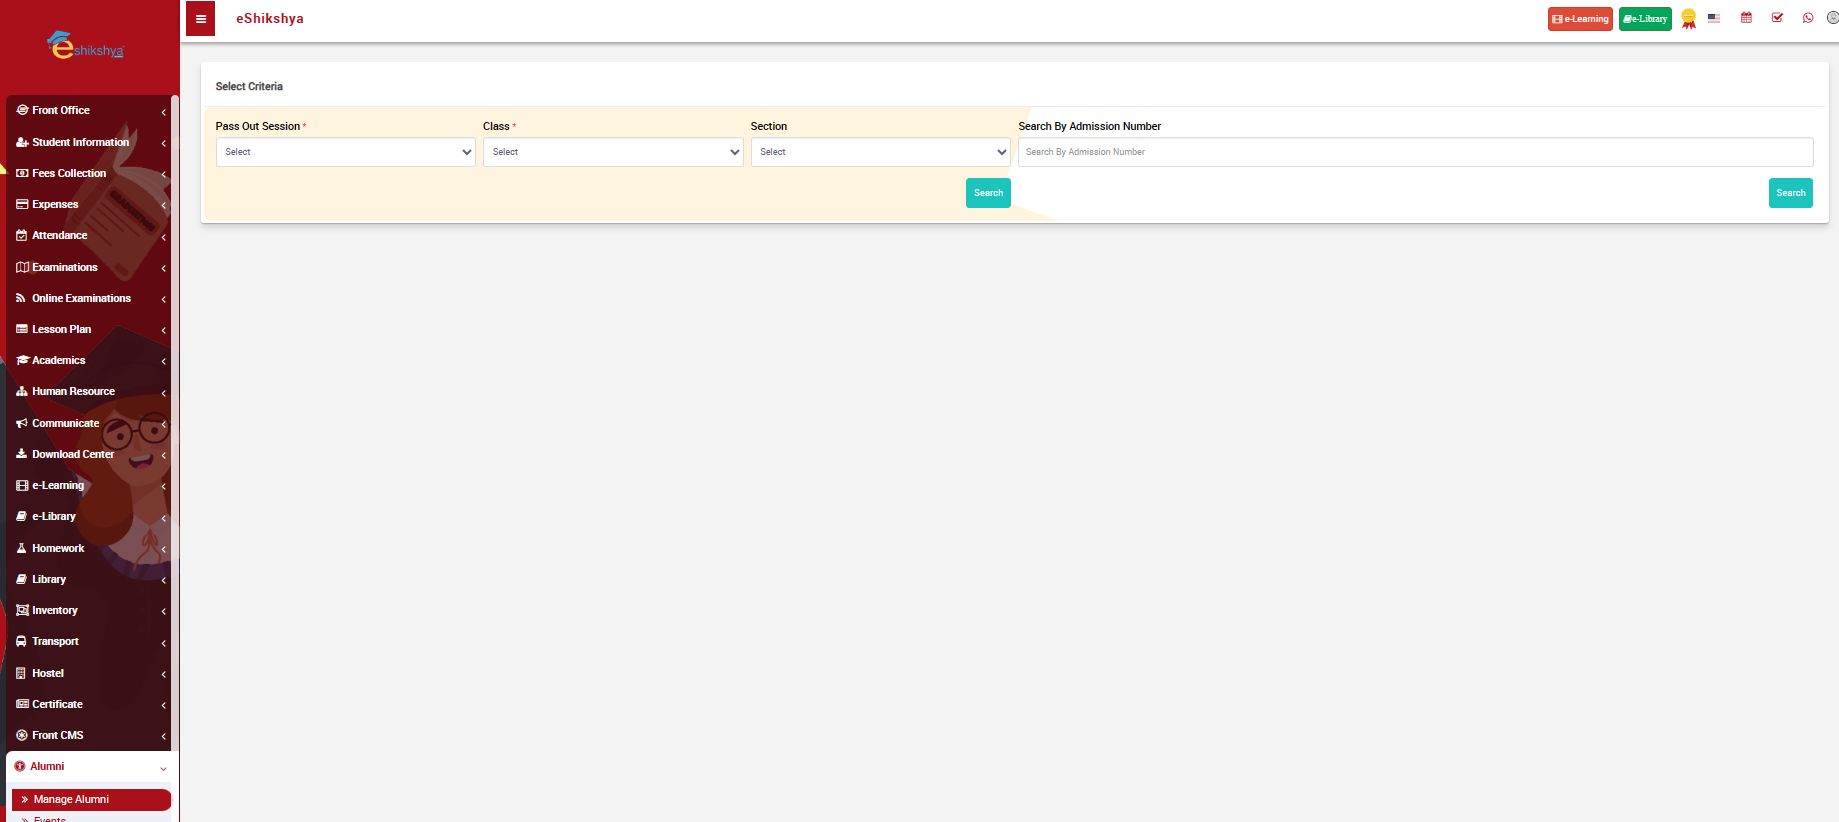 eshikshya
eShikshya
e-Learning
e-Library
Front Office
Student Information
Fees Collection
Expenses
Attendance
Examinations
Online Examinations
Lesson Plan
Academics
Human Resource
Communicate
Download Center
e-Learning
e-Library
Homework
Library
Inventory
Transport
Hostel
Certificate
Front CMS
Alumni
Manage Alumni
Events
Select Criteria
Pass Out Session *
Class *
Section
Search By Admission Number
Select
Select
Select
Search By Admission Number
Search
Search
GRADUATION